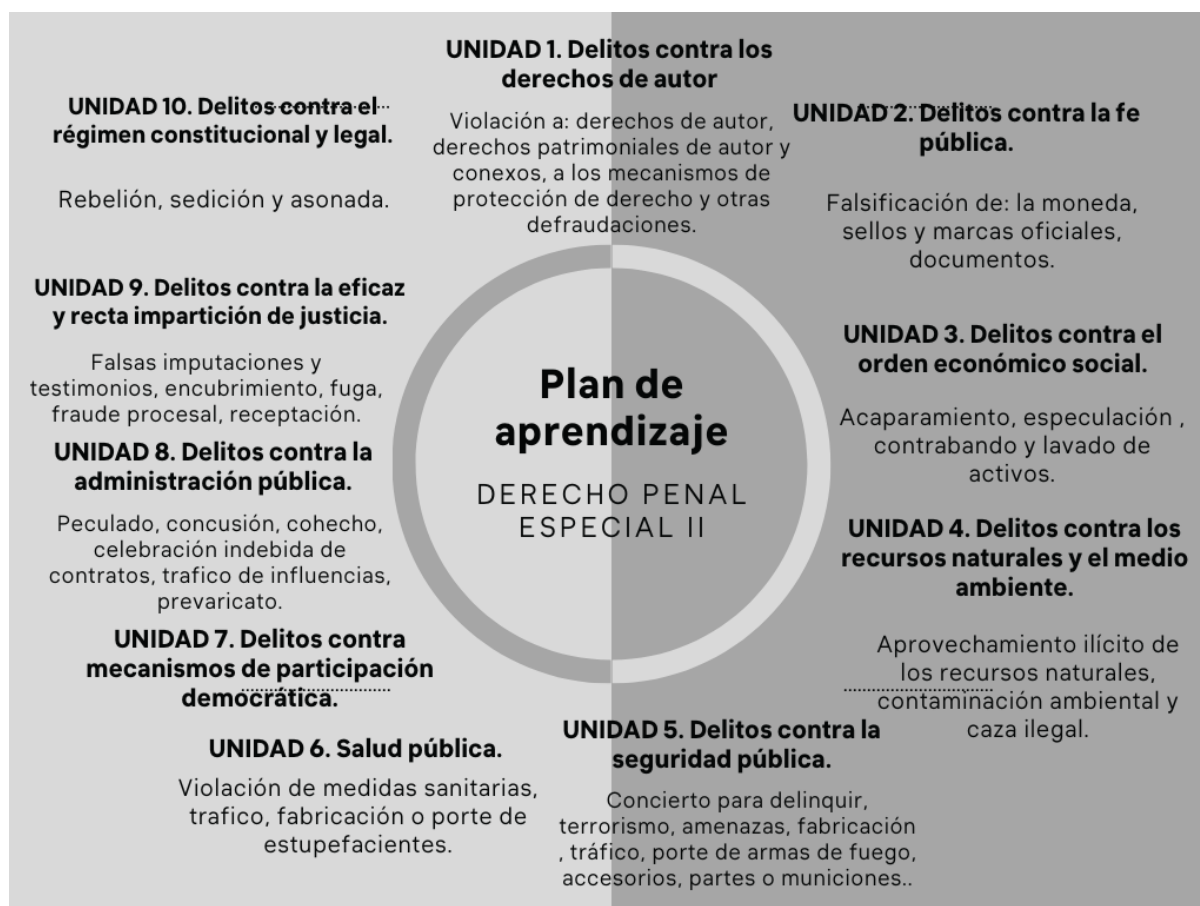 Plan de
aprendizaje
DERECHO PENAL
ESPECIAL II
UNIDAD 1. Delitos contra los
derechos de autor
Violación a: derechos de autor,
derechos patrimoniales de autor y
conexos, a los mecanismos de
protección de derecho y otras
defraudaciones.
UNIDAD 2. Delitos contra la fe
pública.
Falsificación de: la moneda,
sellos y marcas oficiales,
documentos.
UNIDAD 3. Delitos contra el
orden económico social.
Acaparamiento, especulación ,
contrabando y lavado de
activos.
UNIDAD 4. Delitos contra los
recursos naturales y el medio
ambiente.
Aprovechamiento ilícito de
los recursos naturales,
contaminación ambiental y
caza ilegal.
UNIDAD 5. Delitos contra la
seguridad pública.
Concierto para delinquir,
terrorismo, amenazas, fabricación
, tráfico, porte de armas de fuego,
accesorios, partes o municiones..
UNIDAD 6. Salud pública.
Violación de medidas sanitarias,
trafico, fabricación o porte de
estupefacientes.
UNIDAD 7. Delitos contra
mecanismos de participación
democrática.
UNIDAD 8. Delitos contra la
administración pública.
Peculado, concusión, cohecho,
celebración indebida de
contratos, trafico de influencias,
prevaricato.
UNIDAD 9. Delitos contra la eficaz
y recta impartición de justicia.
Falsas imputaciones y
testimonios, encubrimiento, fuga,
fraude procesal, receptación.
UNIDAD 10. Delitos contra el
régimen constitucional y legal.
Rebelión, sedición y asonada.